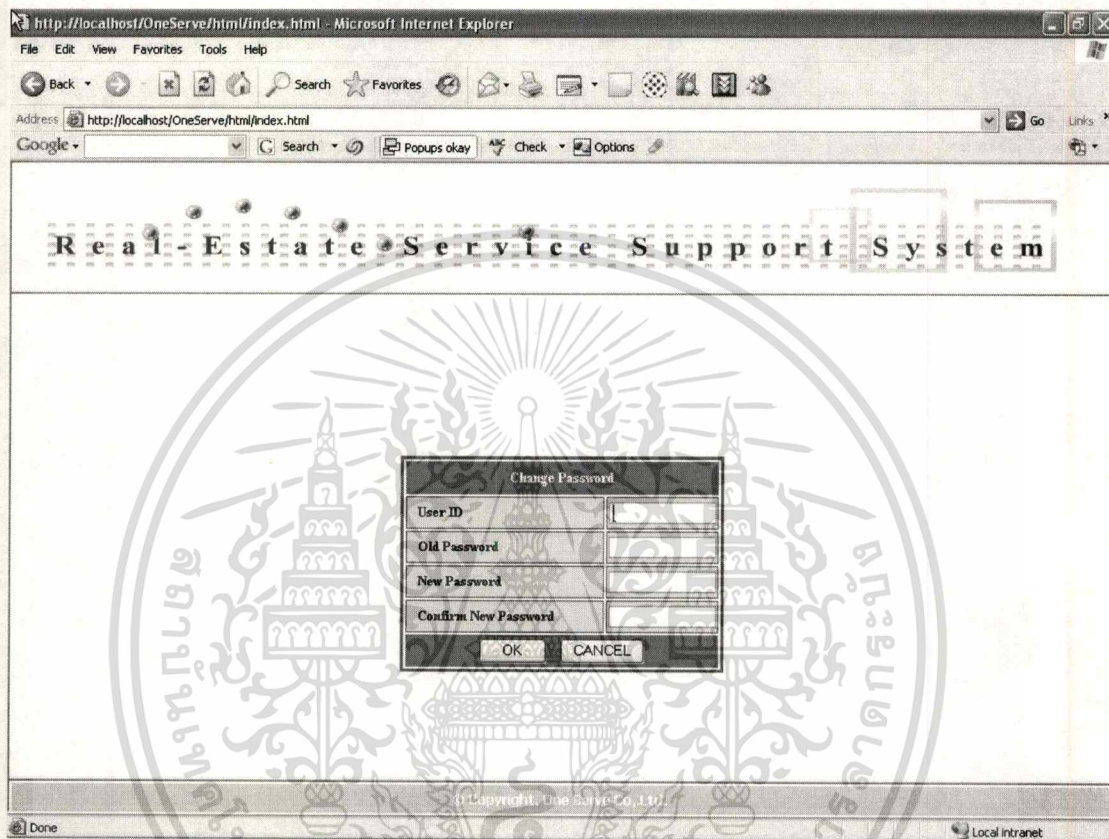 http://localhost/OneServe/html/index.html - Microsoft Internet Explorer
File Edit View Favorites Tools Help
Back Search Favorites
Address http://localhost/OneServe/html/index.html Go Links »
Google Search Popups okay Check Options
Real-Estate Service Support System
Change Password
User ID
Old Password
New Password
Confirm New Password
OK CANCEL
© Copyright, One Serve Co,.Ltd.
Done Local intranet